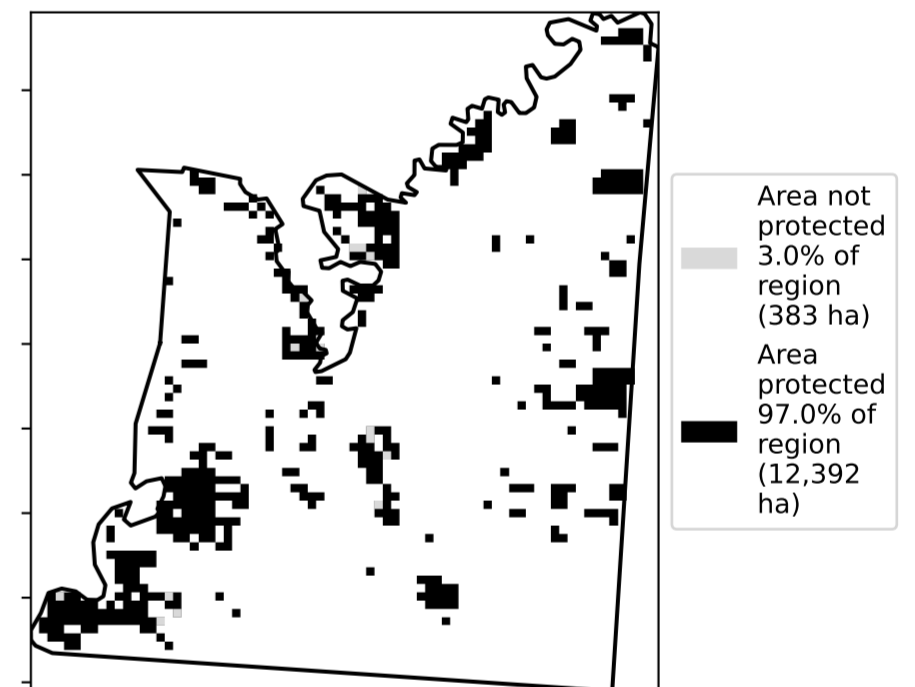 Area not
protected
3.0% of
region
(383 ha)
Area
protected
97.0% of
region
(12,392
ha)